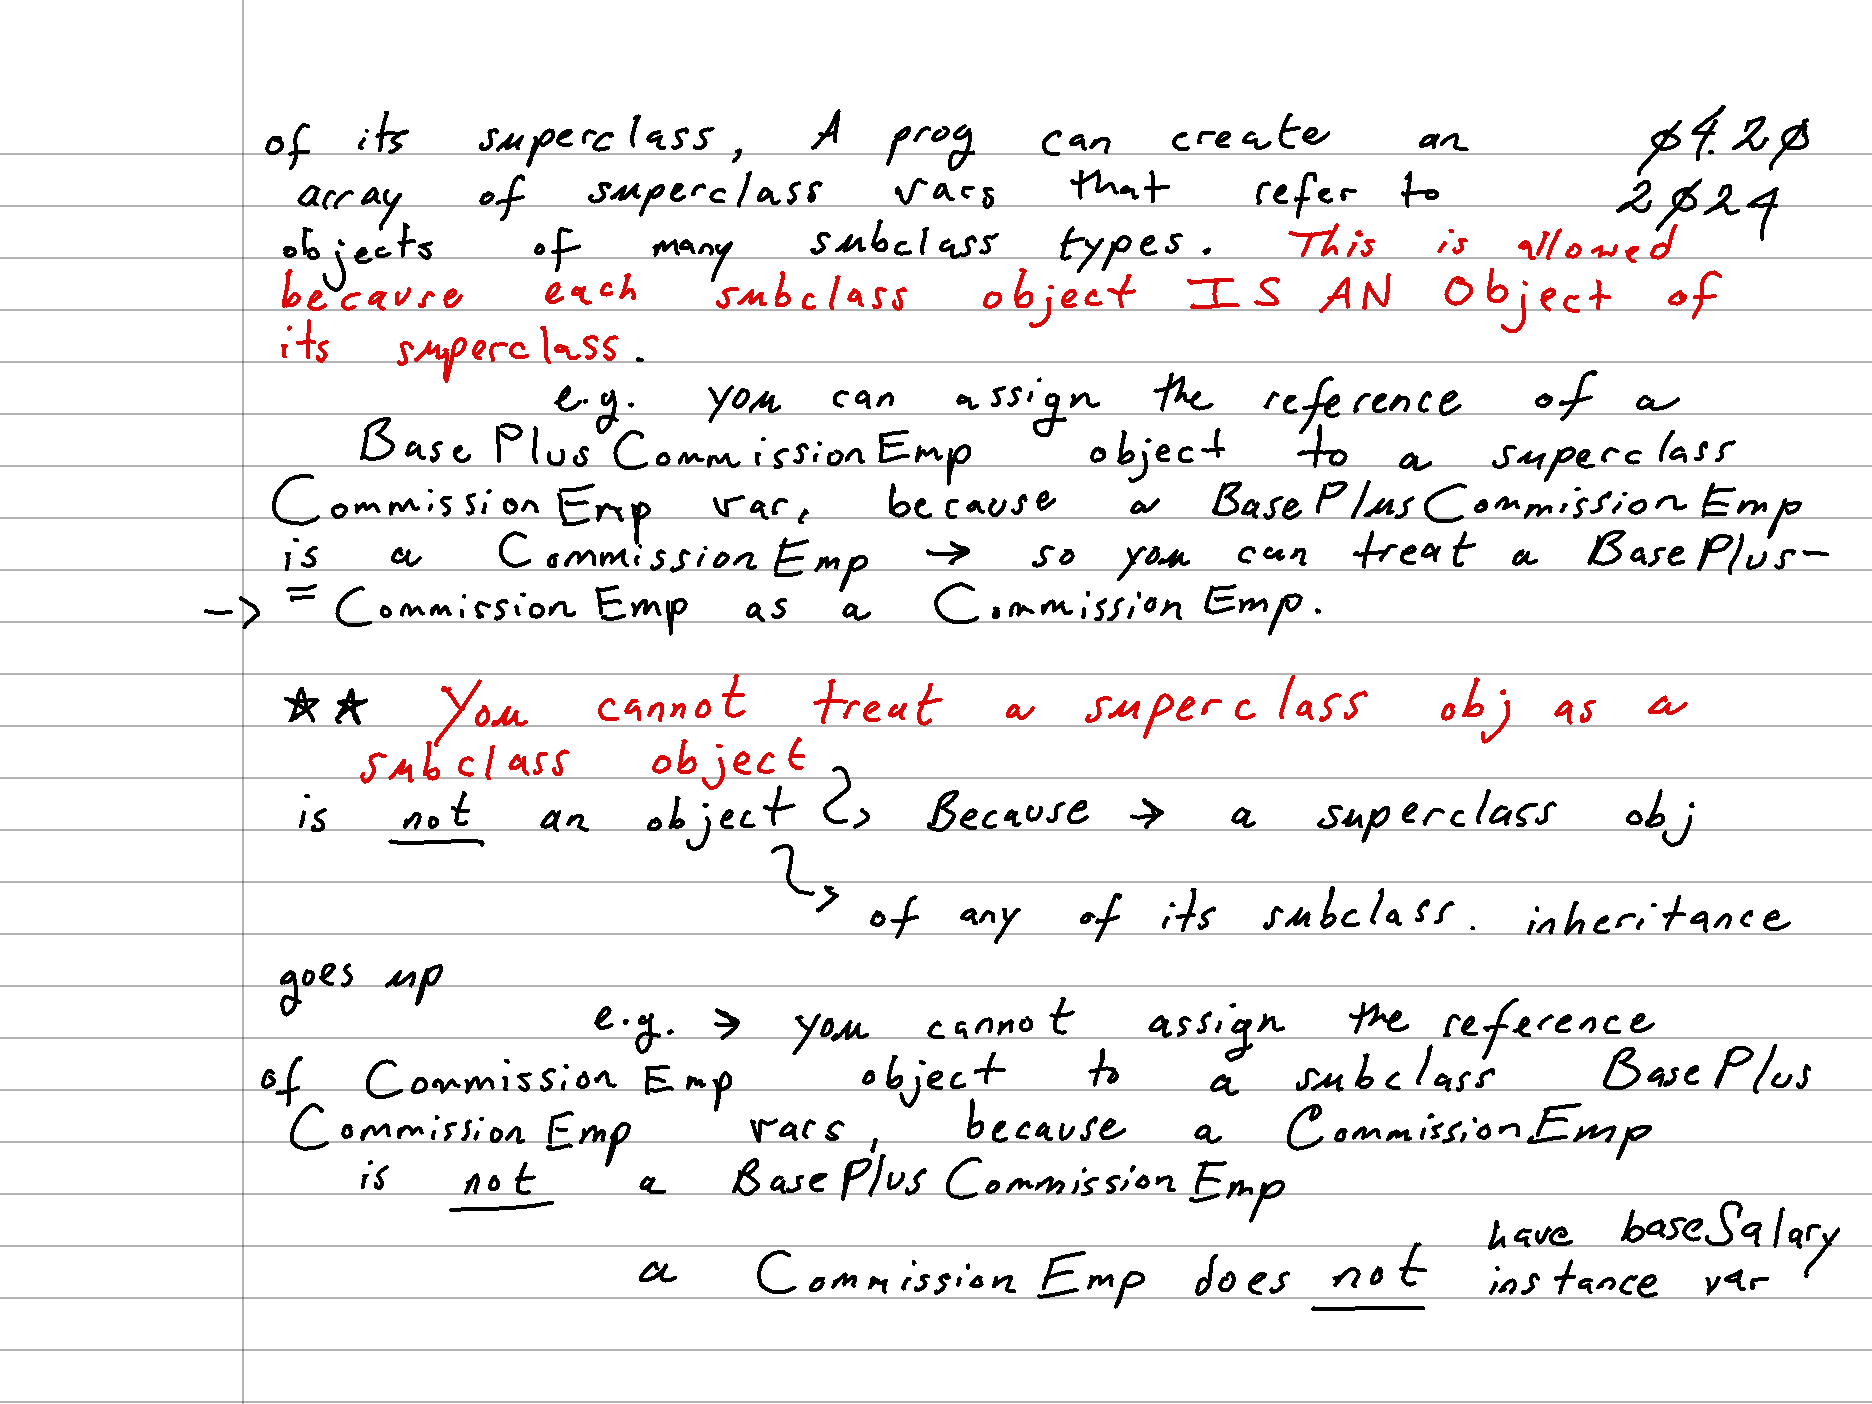 of its superclass, A prog can create an ø4.2ø
array of superclass vars that refer to 2ø24
objects of many subclass types. This is allowed
because each subclass object IS AN Object of
its superclass.
e.g. you can assign the reference of a
BasePlusCommissionEmp object to a superclass
CommissionEmp var, because a BasePlusCommissionEmp
is a CommissionEmp → so you can treat a BasePlus-
-> = CommissionEmp as a CommissionEmp.
☆☆ You cannot treat a superclass obj as a
subclass object
is not an object Because → a superclass obj
of any of its subclass. inheritance
goes up
e.g. → you cannot assign the reference
of CommissionEmp object to a subclass BasePlus
CommissionEmp vars, because a CommissionEmp
is not a BasePlusCommissionEmp
have baseSalary
a CommissionEmp does not instance var